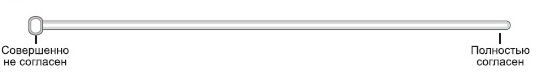 Совершенно
не согласен
Полностью
согласен